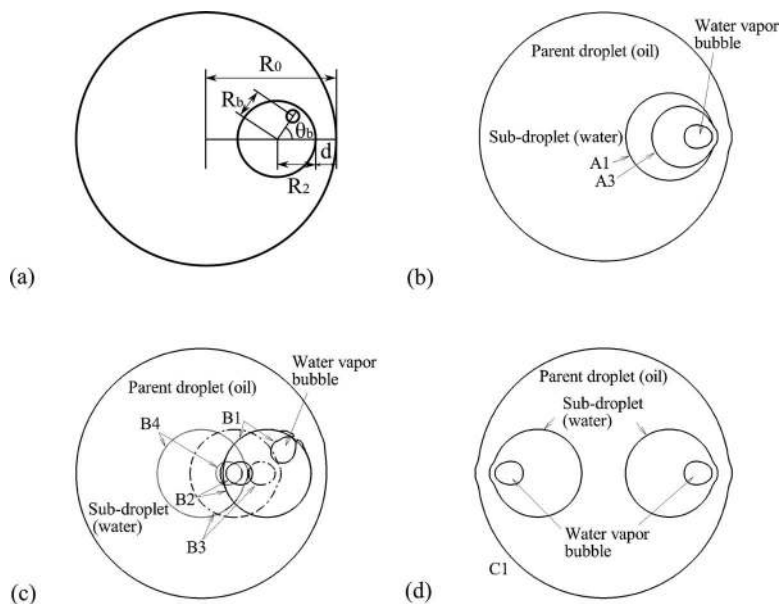 R0
Rb
θb
d
R2
(a)
Water vapor
bubble
Parent droplet (oil)
Sub-droplet (water)
A1
A3
(b)
Water vapor
bubble
Parent droplet (oil)
B4
B1
B2
Sub-droplet
(water)
B3
(c)
Parent droplet (oil)
Sub-droplet
(water)
Water vapor
bubble
C1
(d)